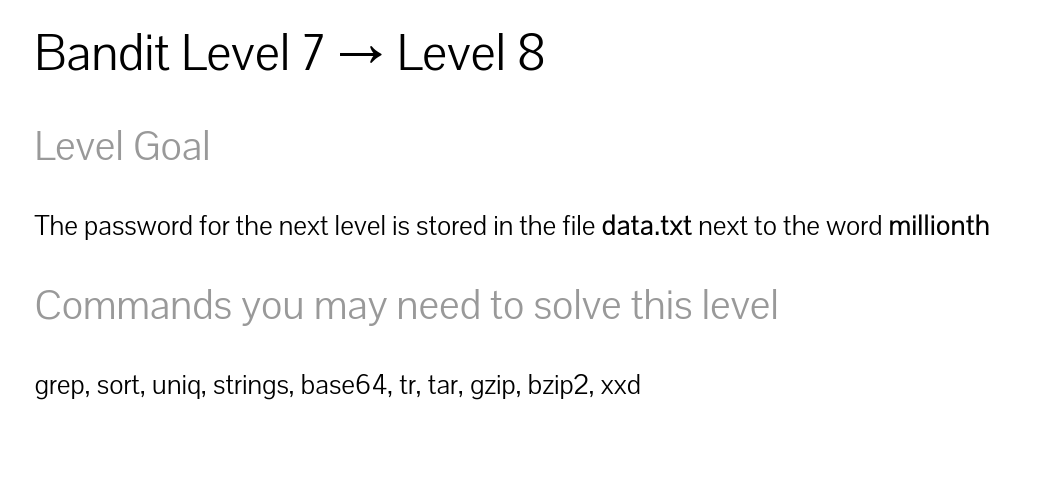 Bandit Level 7 → Level 8
Level Goal
The password for the next level is stored in the file data.txt next to the word millionth
Commands you may need to solve this level
grep, sort, uniq, strings, base64, tr, tar, gzip, bzip2, xxd